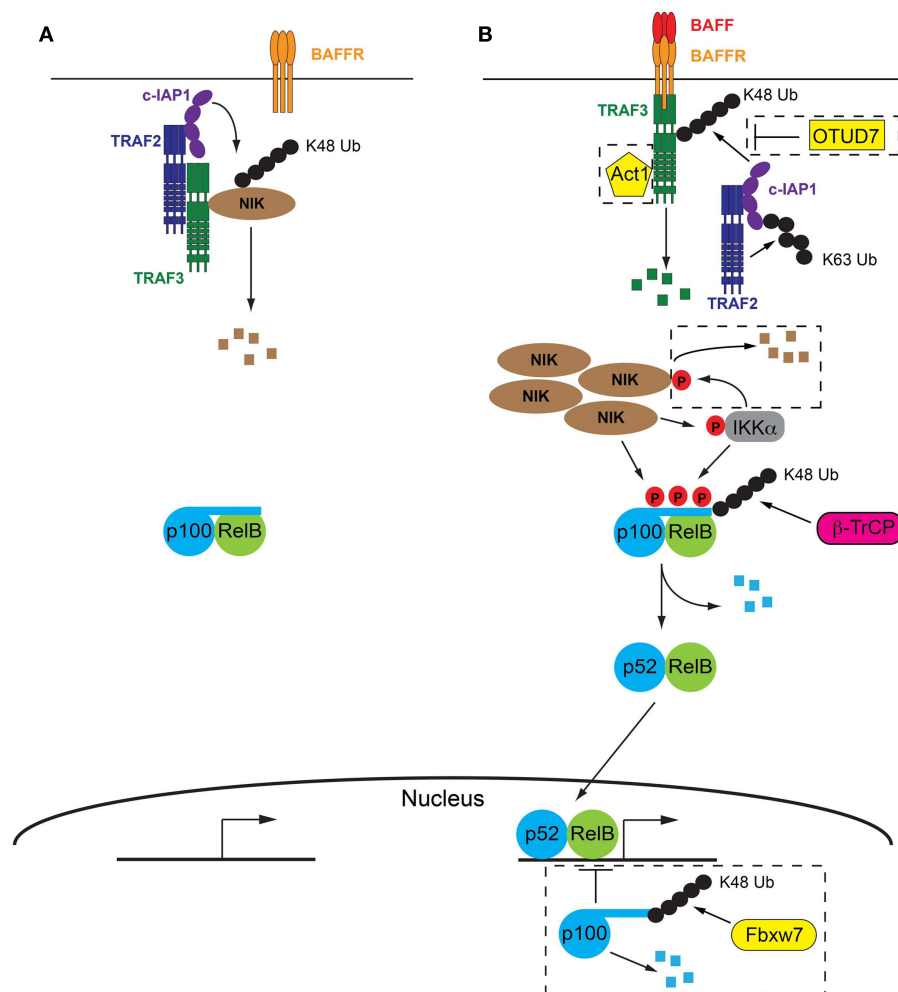 A
BAFFR
c-IAP1
TRAF2
K48 Ub
NIK
TRAF3
p100
RelB
B
BAFF
BAFFR
TRAF3
K48 Ub
OTUD7
Act1
c-IAP1
K63 Ub
TRAF2
NIK
NIK
NIK
NIK
P
P
IKKα
K48 Ub
P P P
p100
RelB
β-TrCP
p52
RelB
Nucleus
p52
RelB
K48 Ub
p100
Fbxw7